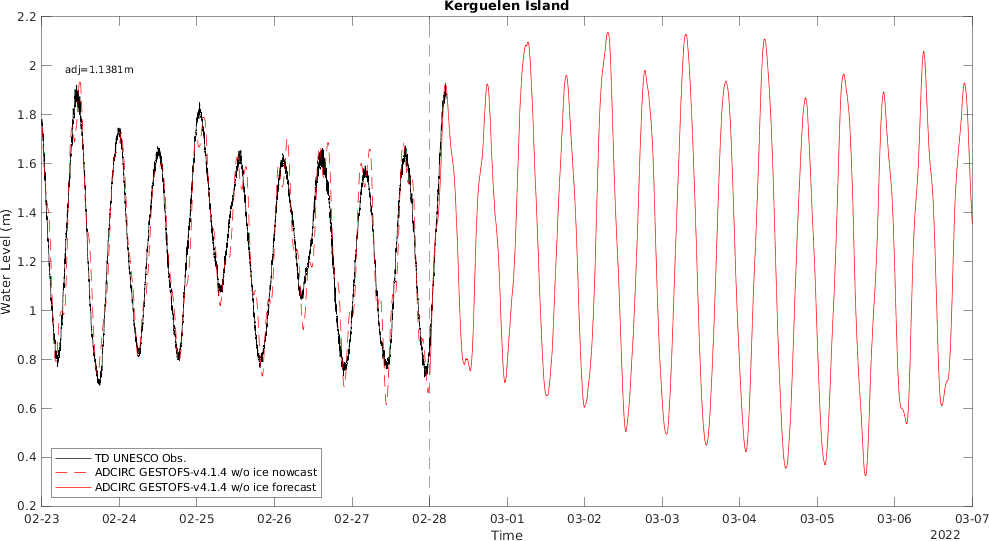 Kerguelen Island
2.2
2
1.8
1.6
1.4
1.2
1
0.8
0.6
0.4
0.2
Water Level (m)
adj=1.1381m
TD UNESCO Obs.
ADCIRC GESTOFS-v4.1.4 w/o ice nowcast
ADCIRC GESTOFS-v4.1.4 w/o ice forecast
02-23 02-24 02-25 02-26 02-27 02-28 03-01 03-02 03-03 03-04 03-05 03-06 03-07
Time
2022